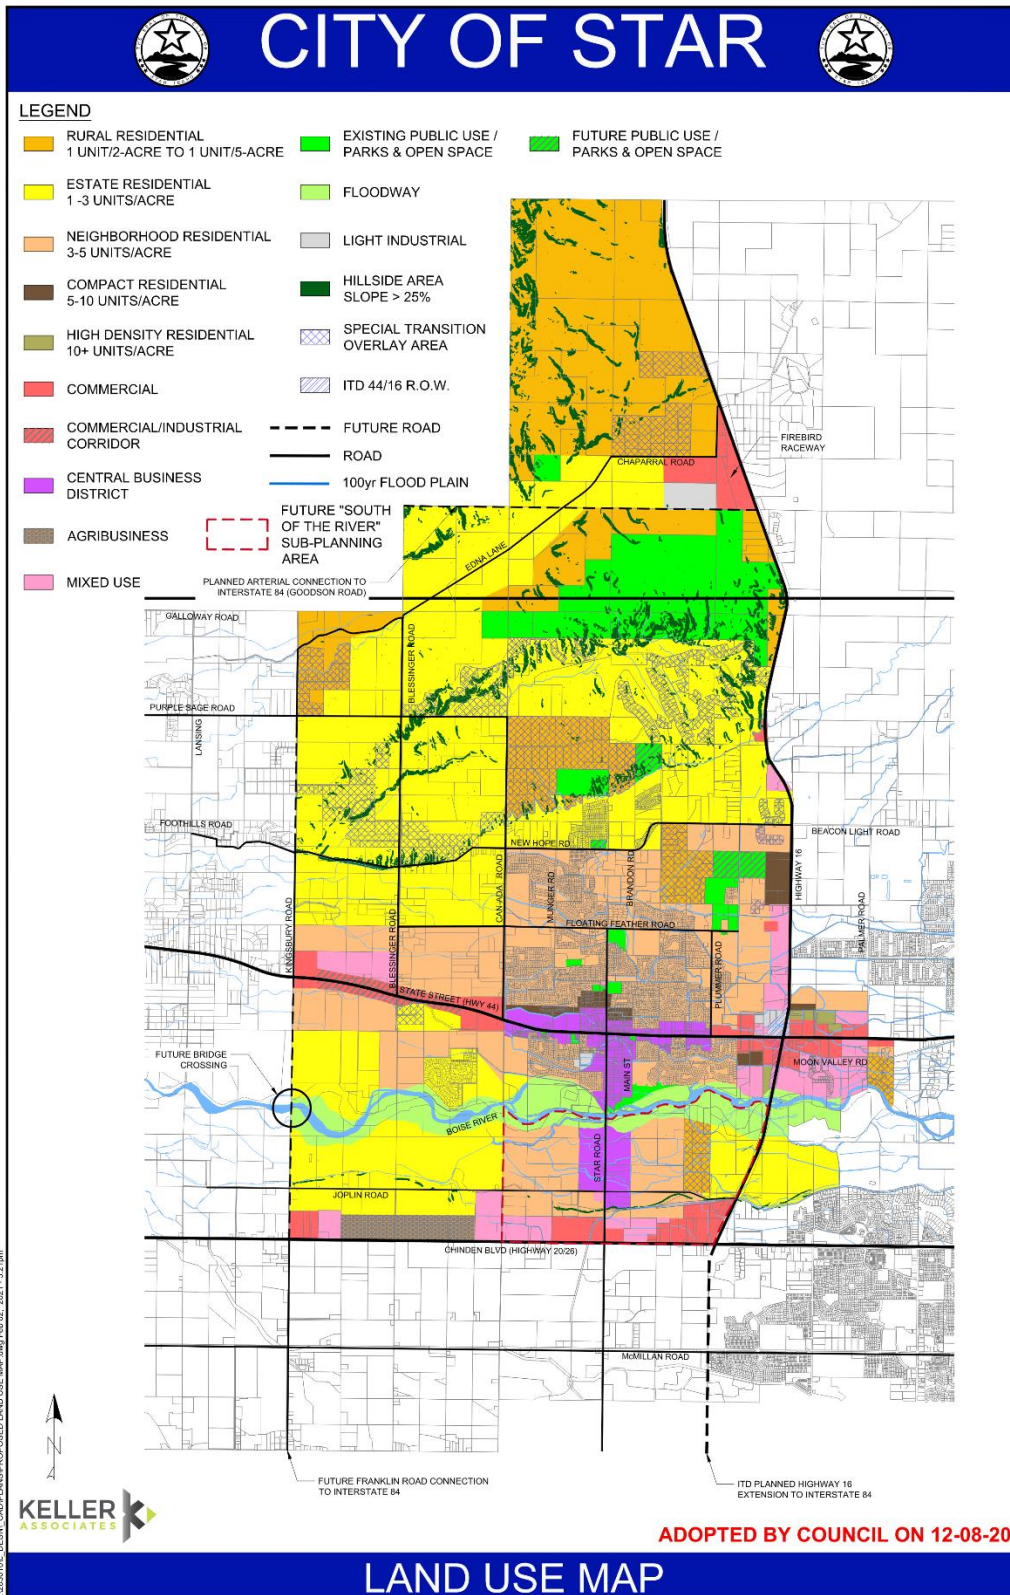 CITY OF STAR
LEGEND
RURAL RESIDENTIAL
1 UNIT/2-ACRE TO 1 UNIT/5-ACRE
ESTATE RESIDENTIAL
1 -3 UNITS/ACRE
NEIGHBORHOOD RESIDENTIAL
3-5 UNITS/ACRE
COMPACT RESIDENTIAL
5-10 UNITS/ACRE
HIGH DENSITY RESIDENTIAL
10+ UNITS/ACRE
COMMERCIAL
COMMERCIAL/INDUSTRIAL
CORRIDOR
CENTRAL BUSINESS
DISTRICT
AGRIBUSINESS
MIXED USE
EXISTING PUBLIC USE /
PARKS & OPEN SPACE
FLOODWAY
LIGHT INDUSTRIAL
HILLSIDE AREA
SLOPE > 25%
SPECIAL TRANSITION
OVERLAY AREA
ITD 44/16 R.O.W.
FUTURE ROAD
ROAD
100yr FLOOD PLAIN
FUTURE "SOUTH
OF THE RIVER"
SUB-PLANNING
AREA
FUTURE PUBLIC USE /
PARKS & OPEN SPACE
FIREBIRD
RACEWAY
CHAPARRAL ROAD
EDNA LANE
PLANNED ARTERIAL CONNECTION TO
INTERSTATE 84 (GOODSON ROAD)
GALLOWAY ROAD
BLESSINGER ROAD
PURPLE SAGE ROAD
LANSING
FOOTHILLS ROAD
NEW HOPE RD
BEACON LIGHT ROAD
HIGHWAY 16
CAN-ADA ROAD
MUNGER RD
BRANDON RD
PALMER ROAD
KINGSBURY ROAD
BLESSINGER ROAD
FLOATING FEATHER ROAD
PLUMMER ROAD
STATE STREET (HWY 44)
FUTURE BRIDGE
CROSSING
MAIN ST
MOON VALLEY RD
BOISE RIVER
STAR ROAD
JOPLIN ROAD
CHINDEN BLVD (HIGHWAY 20/26)
McMILLAN ROAD
N
FUTURE FRANKLIN ROAD CONNECTION
TO INTERSTATE 84
ITD PLANNED HIGHWAY 16
EXTENSION TO INTERSTATE 84
KELLER
ASSOCIATES
ADOPTED BY COUNCIL ON 12-08-20
LAND USE MAP